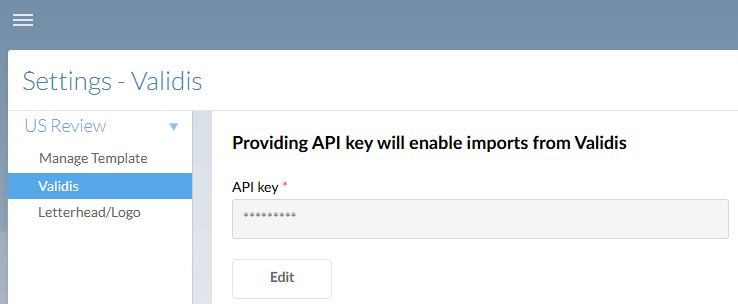 Settings - Validis
US Review
Manage Template
Validis
Letterhead/Logo
Providing API key will enable imports from Validis
API key *
*********
Edit